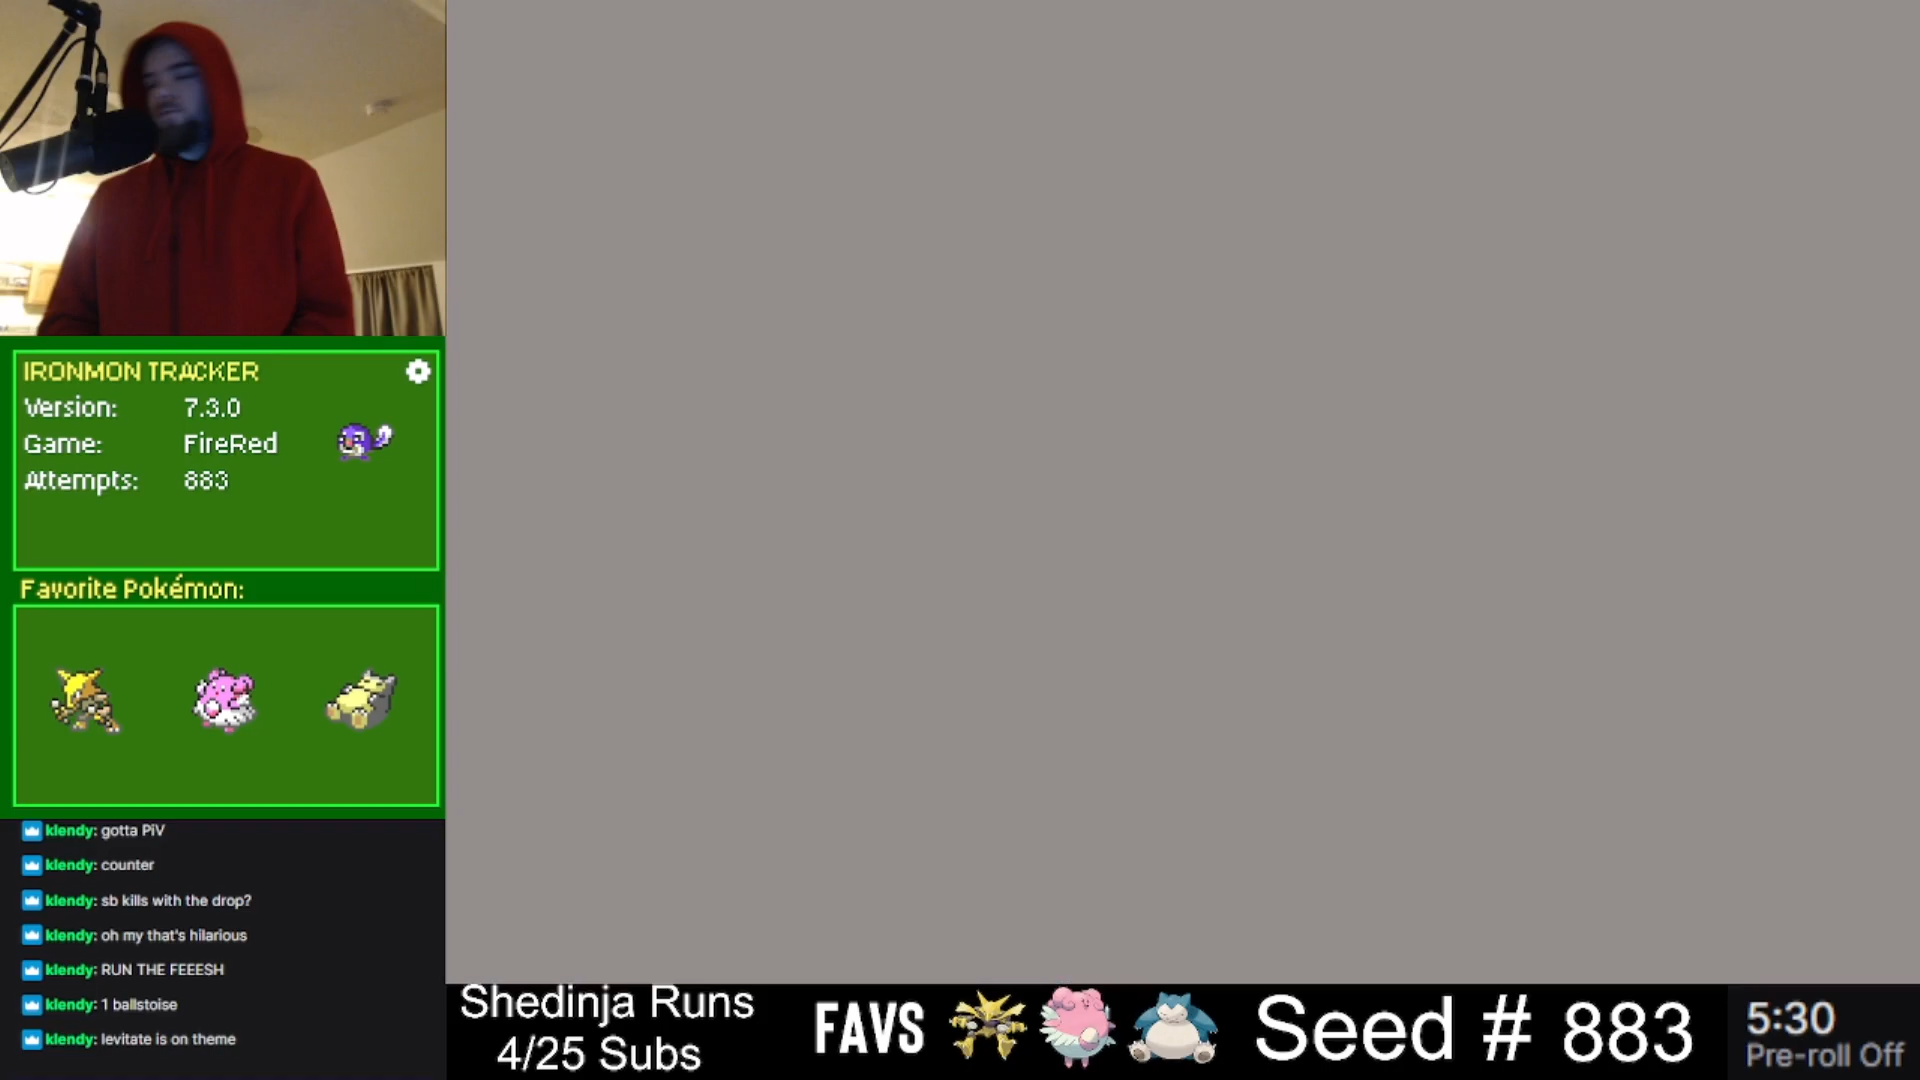 IRONMON TRACKER
Version: 7.3.0
Game: FireRed
Attempts: 883
Favorite Pokémon:
klendy: gotta PiV
klendy: counter
klendy: sb kills with the drop?
klendy: oh my that's hilarious
klendy: RUN THE FEEESH
klendy: 1 ballstoise
klendy: levitate is on theme
Shedinja Runs
4/25 Subs
FAVS
Seed # 883
5:30
Pre-roll Off